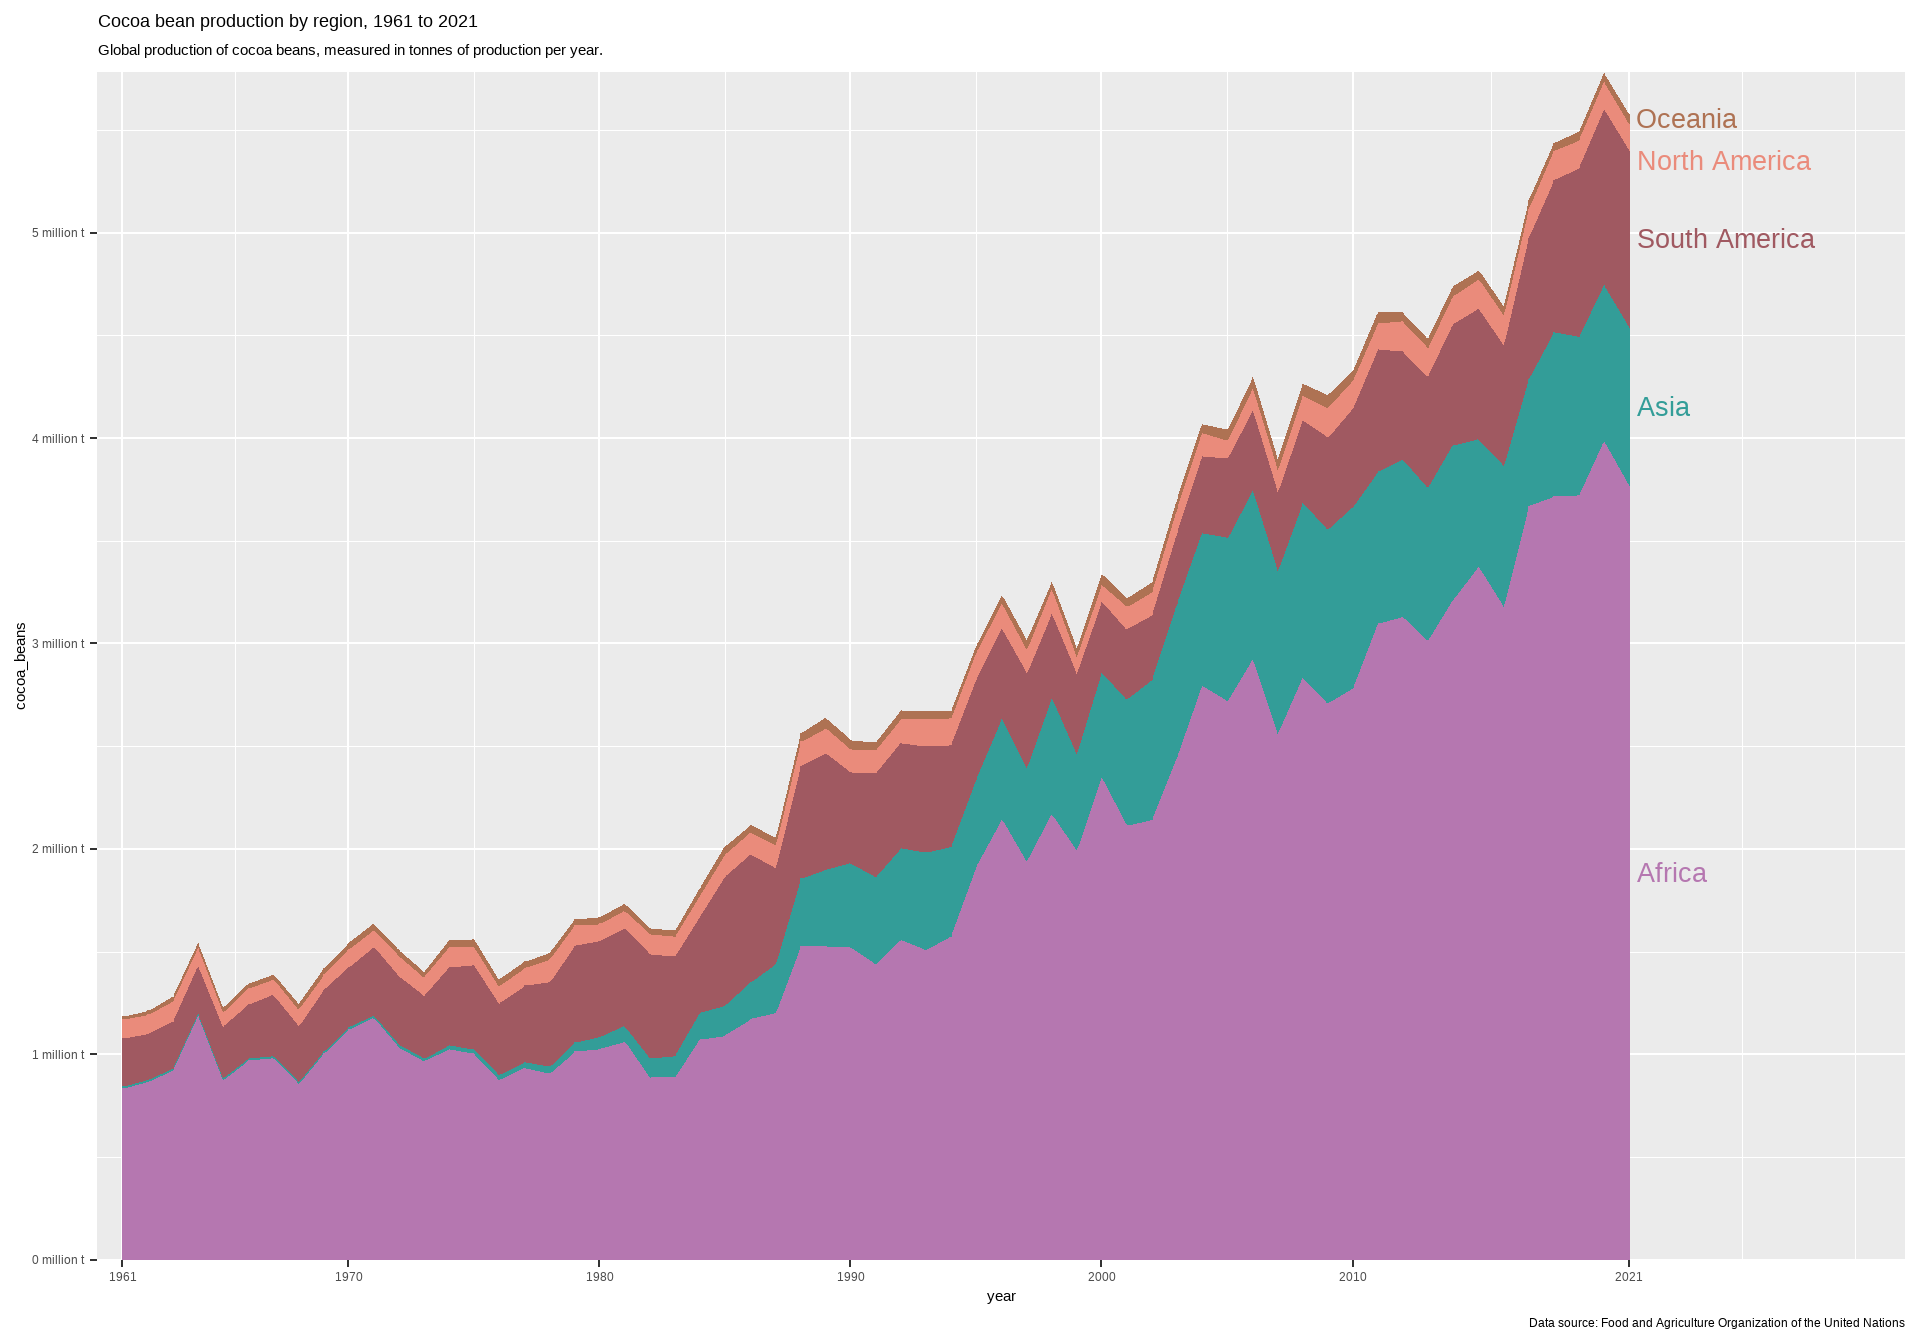 Cocoa bean production by region, 1961 to 2021
Global production of cocoa beans, measured in tonnes of production per year.
Oceania
North America
South America
Asia
Africa
5 million t
4 million t
3 million t
2 million t
1 million t
0 million t
cocoa_beans
1961 1970 1980 1990 2000 2010 2021
year
Data source: Food and Agriculture Organization of the United Nations